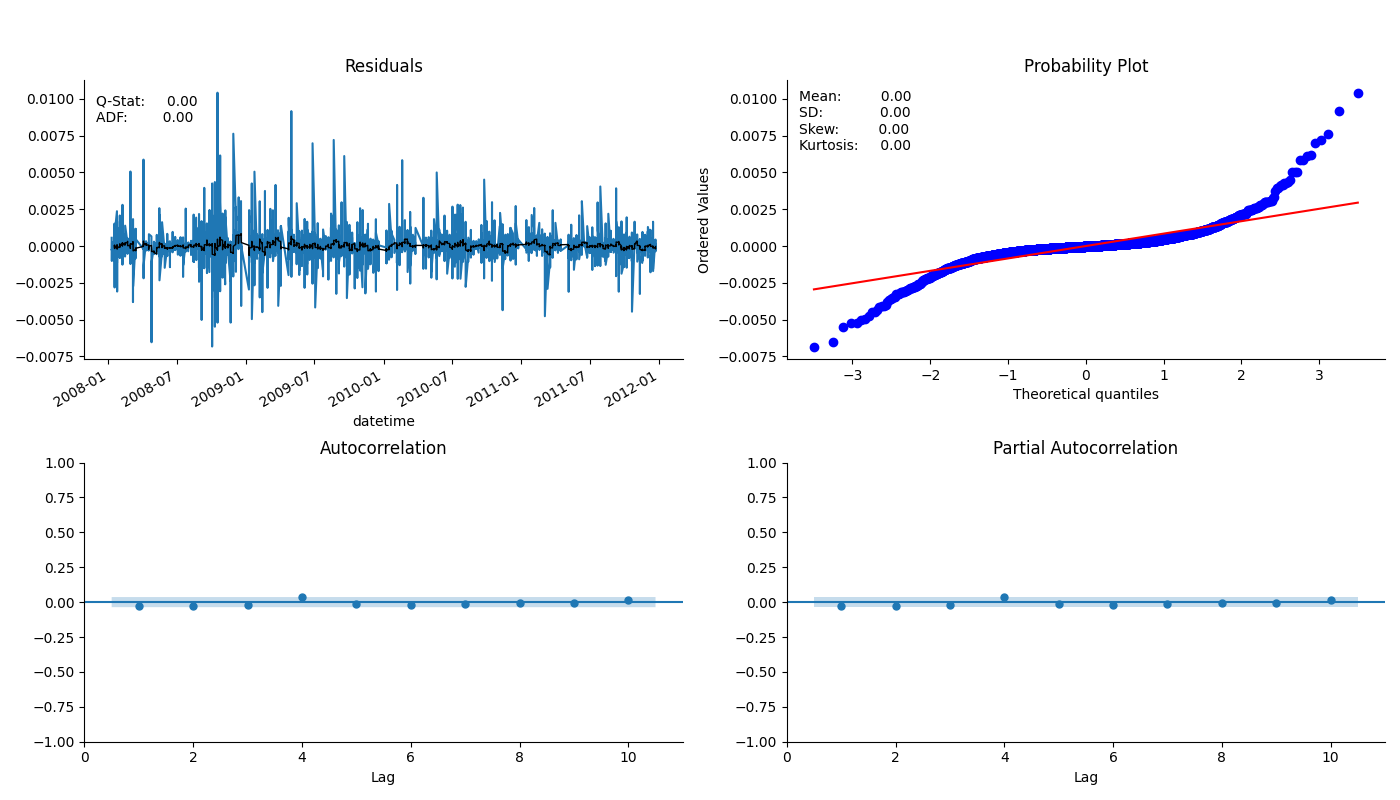 Residuals
Q-Stat: 0.00
ADF: 0.00
0.0100
0.0075
0.0050
0.0025
0.0000
−0.0025
−0.0050
−0.0075
2008-01
2008-07
2009-01
2009-07
2010-01
2010-07
2011-01
2011-07
2012-01
datetime
Probability Plot
Mean: 0.00
SD: 0.00
Skew: 0.00
Kurtosis: 0.00
Ordered Values
0.0100
0.0075
0.0050
0.0025
0.0000
−0.0025
−0.0050
−0.0075
−3 −2 −1 0 1 2 3
Theoretical quantiles
Autocorrelation
1.00
0.75
0.50
0.25
0.00
−0.25
−0.50
−0.75
−1.00
0 2 4 6 8 10
Lag
Partial Autocorrelation
1.00
0.75
0.50
0.25
0.00
−0.25
−0.50
−0.75
−1.00
0 2 4 6 8 10
Lag